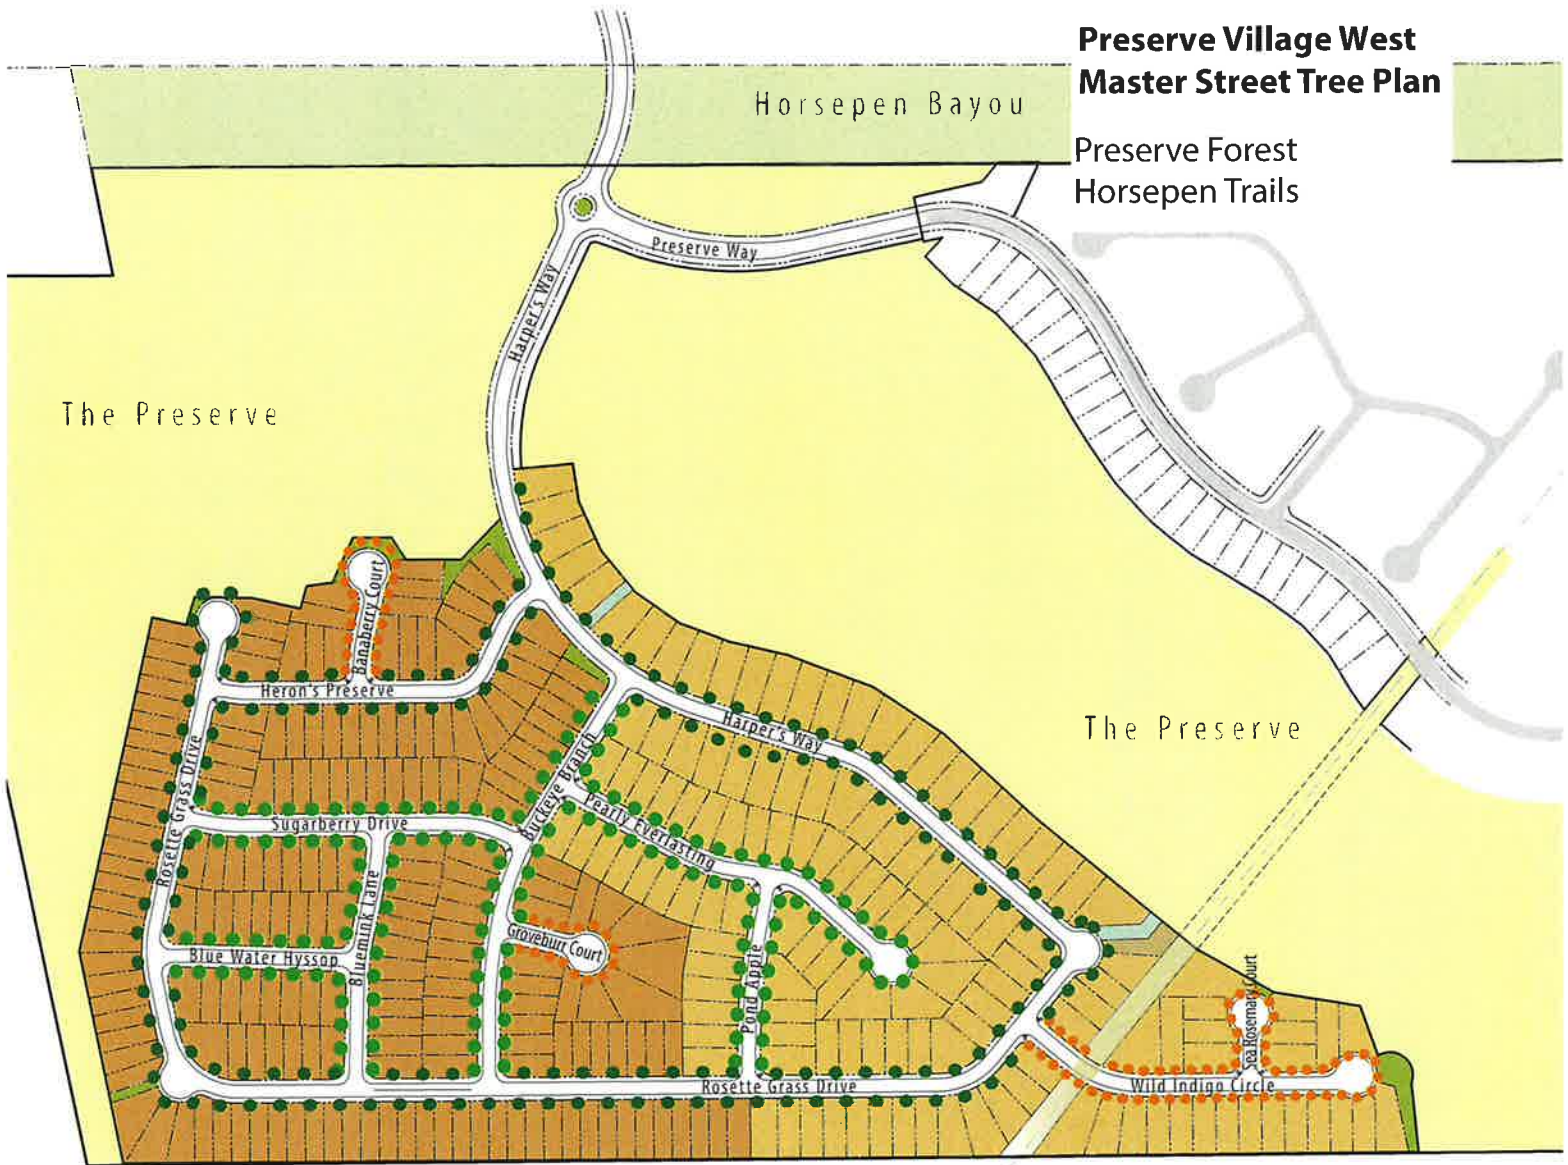 Preserve Village West
Master Street Tree Plan
Horsepen Bayou
Preserve Forest
Horsepen Trails
Preserve Way
Harper's Way
The Preserve
Banaberry Court
Heron's Preserve
The Preserve
Harper's Way
Rosette Grass Drive
Buckeye Branch
Pearly Everlasting
Sugarberry Drive
Bluemink Lane
Groveburr Court
Blue Water Hyssop
Pond Apple
Sea Rosemary Court
Rosette Grass Drive
Wild Indigo Circle